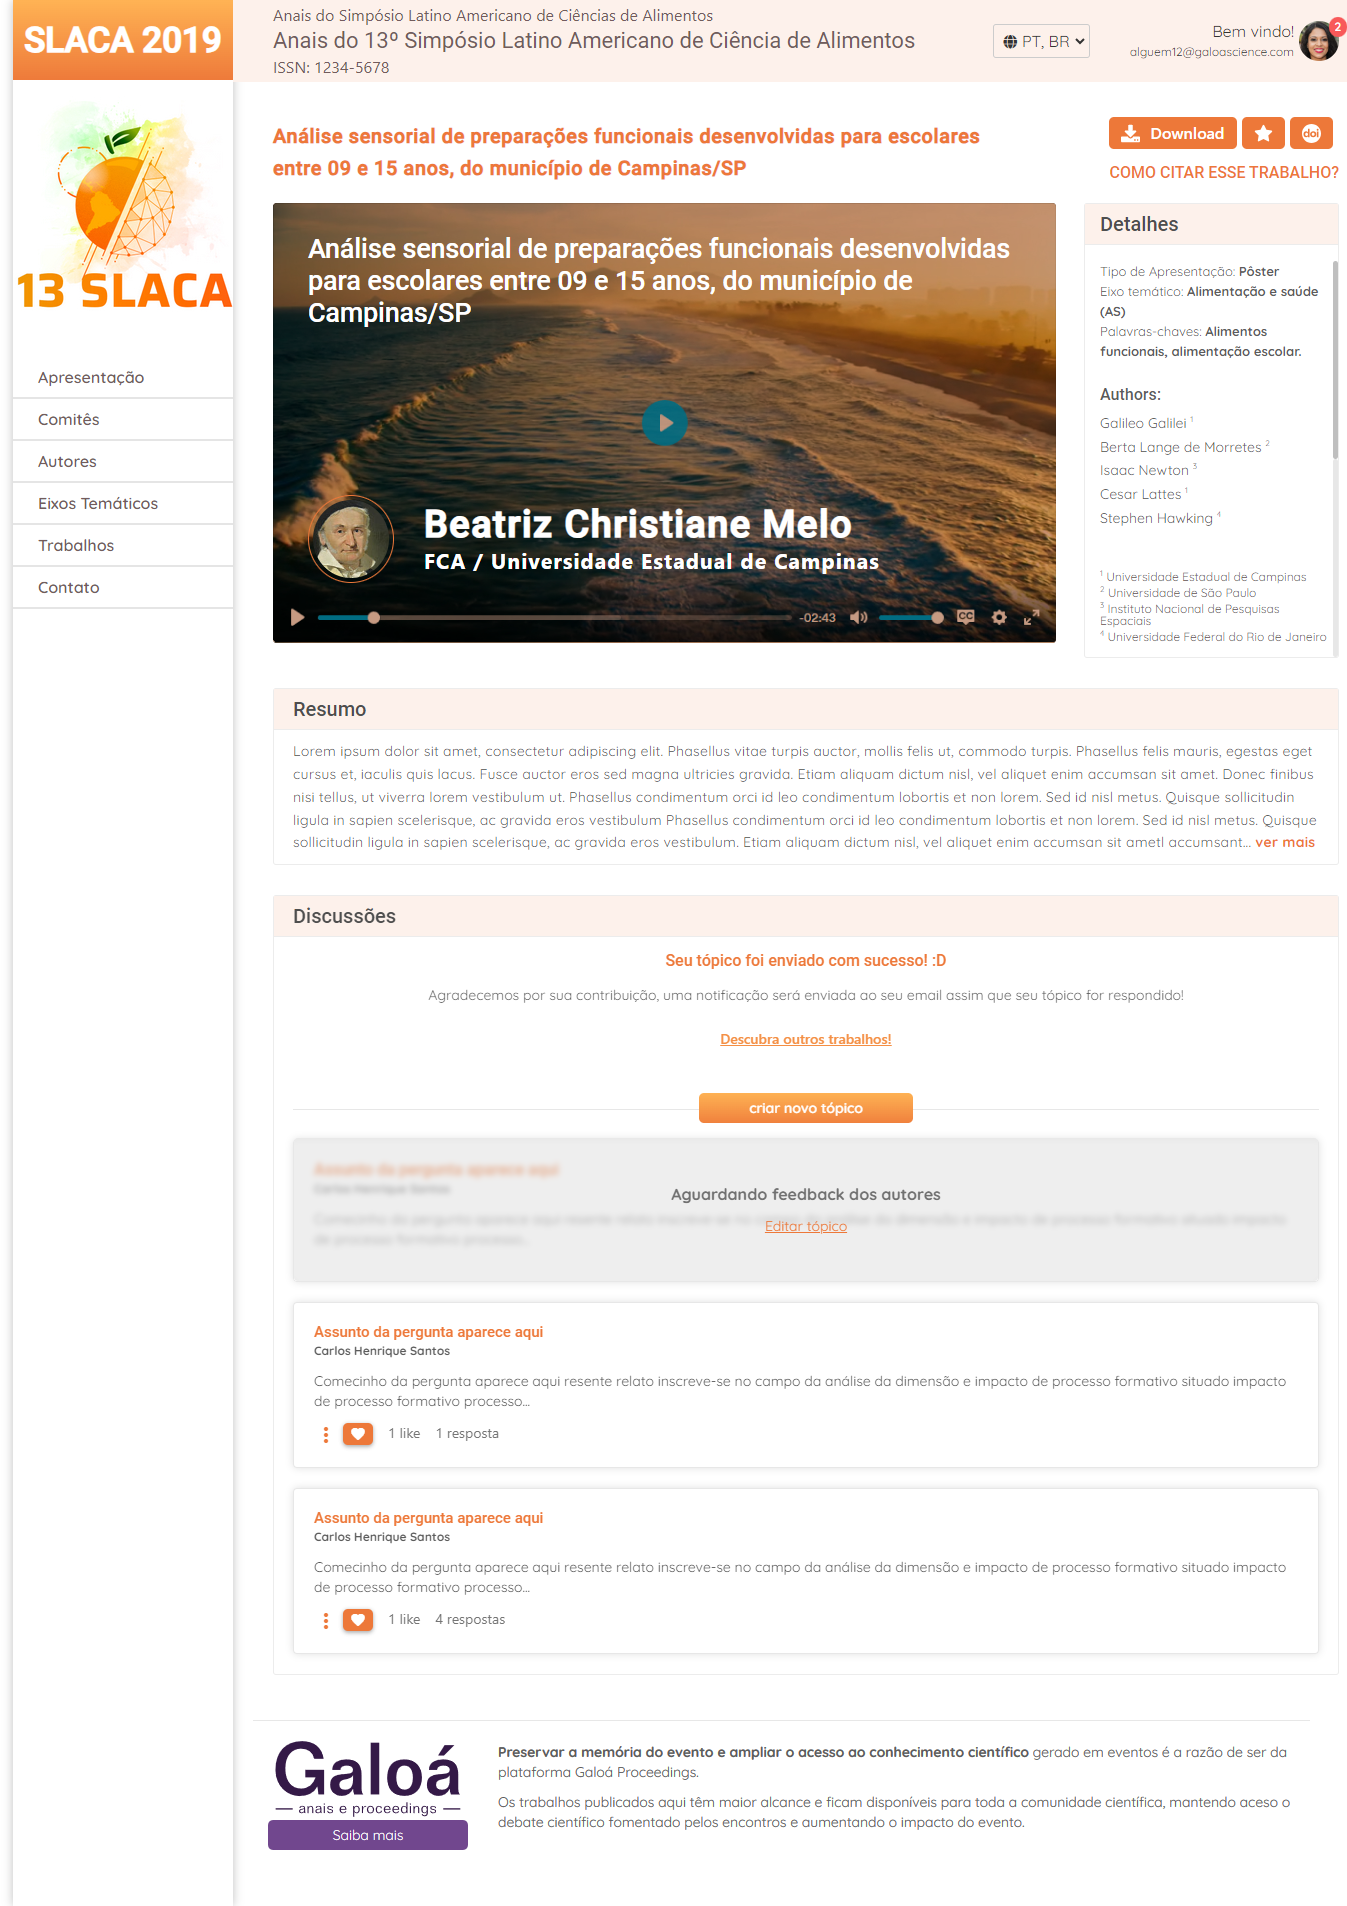 SLACA 2019
Anais do Simpósio Latino Americano de Ciências de Alimentos
Anais do 13º Simpósio Latino Americano de Ciência de Alimentos
ISSN: 1234-5678
PT, BR
Bem vindo!
alguem12@galoascience.com
2
13 SLACA
Apresentação
Comitês
Autores
Eixos Temáticos
Trabalhos
Contato
Análise sensorial de preparações funcionais desenvolvidas para escolares
entre 09 e 15 anos, do município de Campinas/SP
Download
doi
COMO CITAR ESSE TRABALHO?
Análise sensorial de preparações funcionais desenvolvidas
para escolares entre 09 e 15 anos, do município de
Campinas/SP
Beatriz Christiane Melo
FCA / Universidade Estadual de Campinas
-02:43
CC
Detalhes
Tipo de Apresentação: Pôster
Eixo temático: Alimentação e saúde
(AS)
Palavras-chaves: Alimentos
funcionais, alimentação escolar.
Authors:
Galileo Galilei 1
Berta Lange de Morretes 2
Isaac Newton 3
Cesar Lattes 1
Stephen Hawking 4
1 Universidade Estadual de Campinas
2 Universidade de São Paulo
3 Instituto Nacional de Pesquisas
Espaciais
4 Universidade Federal do Rio de Janeiro
Resumo
Lorem ipsum dolor sit amet, consectetur adipiscing elit. Phasellus vitae turpis auctor, mollis felis ut, commodo turpis. Phasellus felis mauris, egestas eget
cursus et, iaculis quis lacus. Fusce auctor eros sed magna ultricies gravida. Etiam aliquam dictum nisl, vel aliquet enim accumsan sit amet. Donec finibus
nisi tellus, ut viverra lorem vestibulum ut. Phasellus condimentum orci id leo condimentum lobortis et non lorem. Sed id nisl metus. Quisque sollicitudin
ligula in sapien scelerisque, ac gravida eros vestibulum Phasellus condimentum orci id leo condimentum lobortis et non lorem. Sed id nisl metus. Quisque
sollicitudin ligula in sapien scelerisque, ac gravida eros vestibulum. Etiam aliquam dictum nisl, vel aliquet enim accumsan sit ametl accumsant... ver mais
Discussões
Seu tópico foi enviado com sucesso! :D
Agradecemos por sua contribuição, uma notificação será enviada ao seu email assim que seu tópico for respondido!
Descubra outros trabalhos!
criar novo tópico
Assunto da pergunta aparece aqui
Carlos Henrique Santos
Aguardando feedback dos autores
Editar tópico
Assunto da pergunta aparece aqui
Carlos Henrique Santos
Comecinho da pergunta aparece aqui resente relato inscreve-se no campo da análise da dimensão e impacto de processo formativo situado impacto
de processo formativo processo...
1 like 1 resposta
Assunto da pergunta aparece aqui
Carlos Henrique Santos
Comecinho da pergunta aparece aqui resente relato inscreve-se no campo da análise da dimensão e impacto de processo formativo situado impacto
de processo formativo processo...
1 like 4 respostas
Galoá
anais e proceedings
Saiba mais
Preservar a memória do evento e ampliar o acesso ao conhecimento científico gerado em eventos é a razão de ser da
plataforma Galoá Proceedings.
Os trabalhos publicados aqui têm maior alcance e ficam disponíveis para toda a comunidade científica, mantendo aceso o
debate científico fomentado pelos encontros e aumentando o impacto do evento.